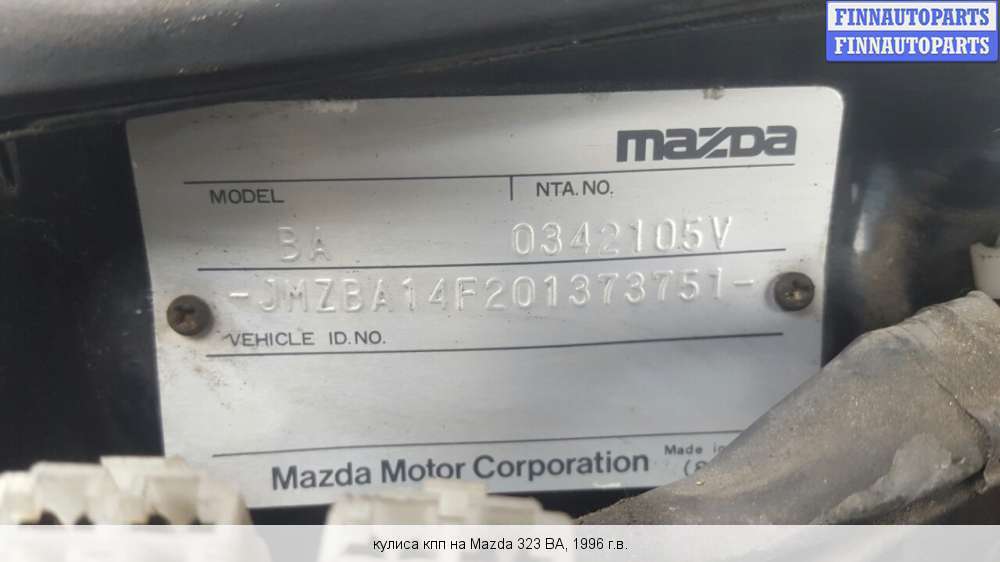 FINNAUTOPARTS
FINNAUTOPARTS
mazda
MODEL NTA. NO.
BA 0342105V
-JMZBA14F201373751-
VEHICLE ID. NO.
Mazda Motor Corporation Made in
кулиса кпп на Mazda 323 BA, 1996 г.в.